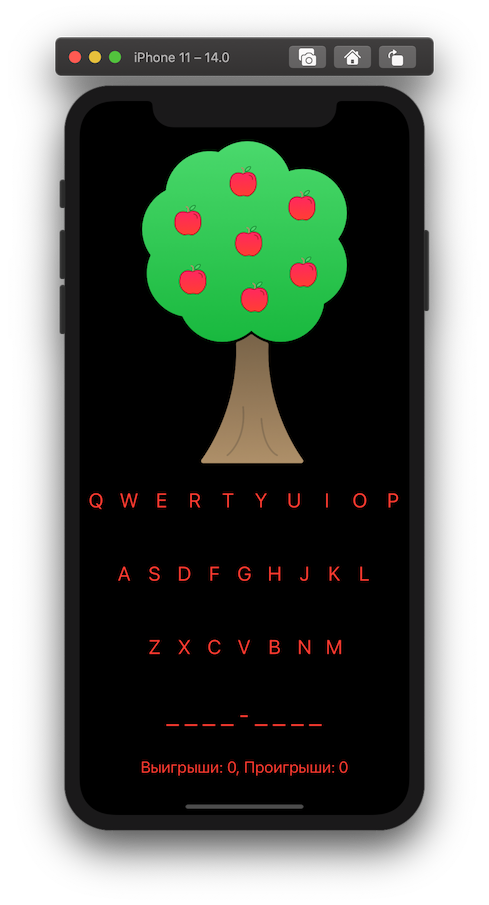 iPhone 11 – 14.0
Q W E R T Y U I O P
A S D F G H J K L
Z X C V B N M
_ _ _ _ - _ _ _ _
Выигрыши: 0, Проигрыши: 0